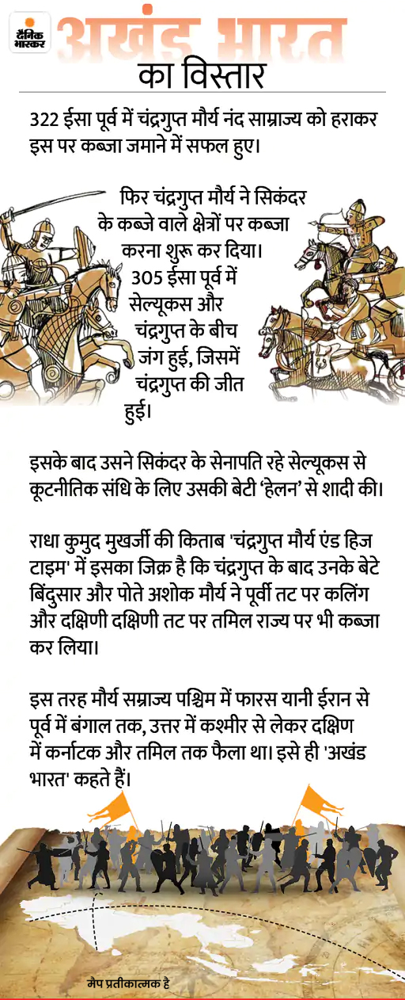 दैनिक
भास्कर
अखंड भारत
का विस्तार
322 ईसा पूर्व में चंद्रगुप्त मौर्य नंद साम्राज्य को हराकर
इस पर कब्जा जमाने में सफल हुए।
फिर चंद्रगुप्त मौर्य ने सिकंदर
के कब्जे वाले क्षेत्रों पर कब्जा
करना शुरू कर दिया।
305 ईसा पूर्व में
सेल्यूकस और
चंद्रगुप्त के बीच
जंग हुई, जिसमें
चंद्रगुप्त की जीत
हुई।
इसके बाद उसने सिकंदर के सेनापति रहे सेल्यूकस से
कूटनीतिक संधि के लिए उसकी बेटी ‘हेलन’ से शादी की।
राधा कुमुद मुखर्जी की किताब 'चंद्रगुप्त मौर्य एंड हिज
टाइम' में इसका जिक्र है कि चंद्रगुप्त के बाद उनके बेटे
बिंदुसार और पोते अशोक मौर्य ने पूर्वी तट पर कलिंग
और दक्षिणी दक्षिणी तट पर तमिल राज्य पर भी कब्जा
कर लिया।
इस तरह मौर्य सम्राज्य पश्चिम में फारस यानी ईरान से
पूर्व में बंगाल तक, उत्तर में कश्मीर से लेकर दक्षिण
में कर्नाटक और तमिल तक फैला था। इसे ही 'अखंड
भारत' कहते हैं।
मैप प्रतीकात्मक है